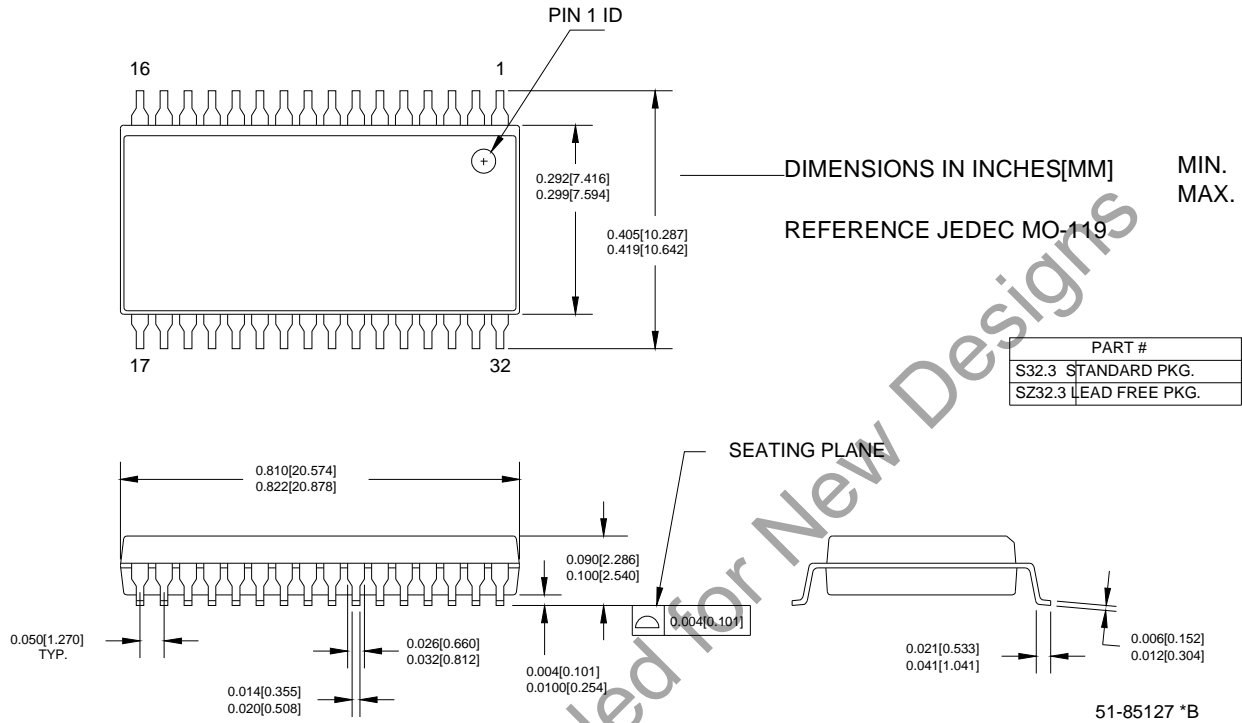 PIN 1 ID
16 1
0.292[7.416]
0.299[7.594]
0.405[10.287]
0.419[10.642]
DIMENSIONS IN INCHES[MM] MIN.
MAX.
REFERENCE JEDEC MO-119
17 32
PART #
S32.3 STANDARD PKG.
SZ32.3 LEAD FREE PKG.
SEATING PLANE
0.810[20.574]
0.822[20.878]
0.090[2.286]
0.100[2.540]
0.004[0.101]
0.050[1.270]
TYP.
0.026[0.660]
0.032[0.812]
0.014[0.355]
0.020[0.508]
0.004[0.101]
0.0100[0.254]
0.021[0.533]
0.041[1.041]
0.006[0.152]
0.012[0.304]
51-85127 *B
for New Designs